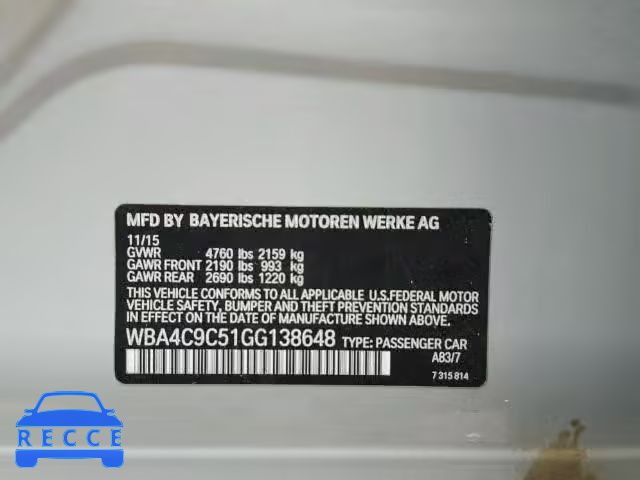 MFD BY BAYERISCHE MOTOREN WERKE AG
11/15
GVWR 4760 lbs 2159 kg
GAWR FRONT 2190 lbs 993 kg
GAWR REAR 2690 lbs 1220 kg
THIS VEHICLE CONFORMS TO ALL APPLICABLE U.S.FEDERAL MOTOR
VEHICLE SAFETY, BUMPER AND THEFT PREVENTION STANDARDS
IN EFFECT ON THE DATE OF MANUFACTURE SHOWN ABOVE.
WBA4C9C51GG138648 TYPE: PASSENGER CAR
A83/7
7 315 814
RECCE